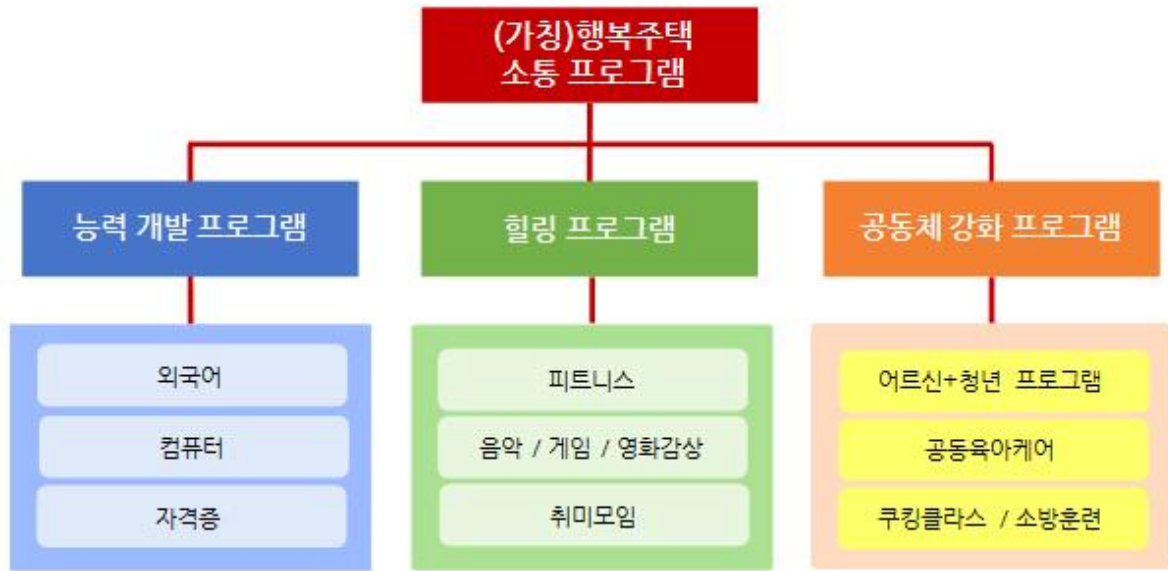 (가칭)행복주택
소통 프로그램
능력 개발 프로그램
힐링 프로그램
공동체 강화 프로그램
외국어
컴퓨터
자격증
피트니스
음악 / 게임 / 영화감상
취미모임
어르신+청년 프로그램
공동육아케어
쿠킹클라스 / 소방훈련